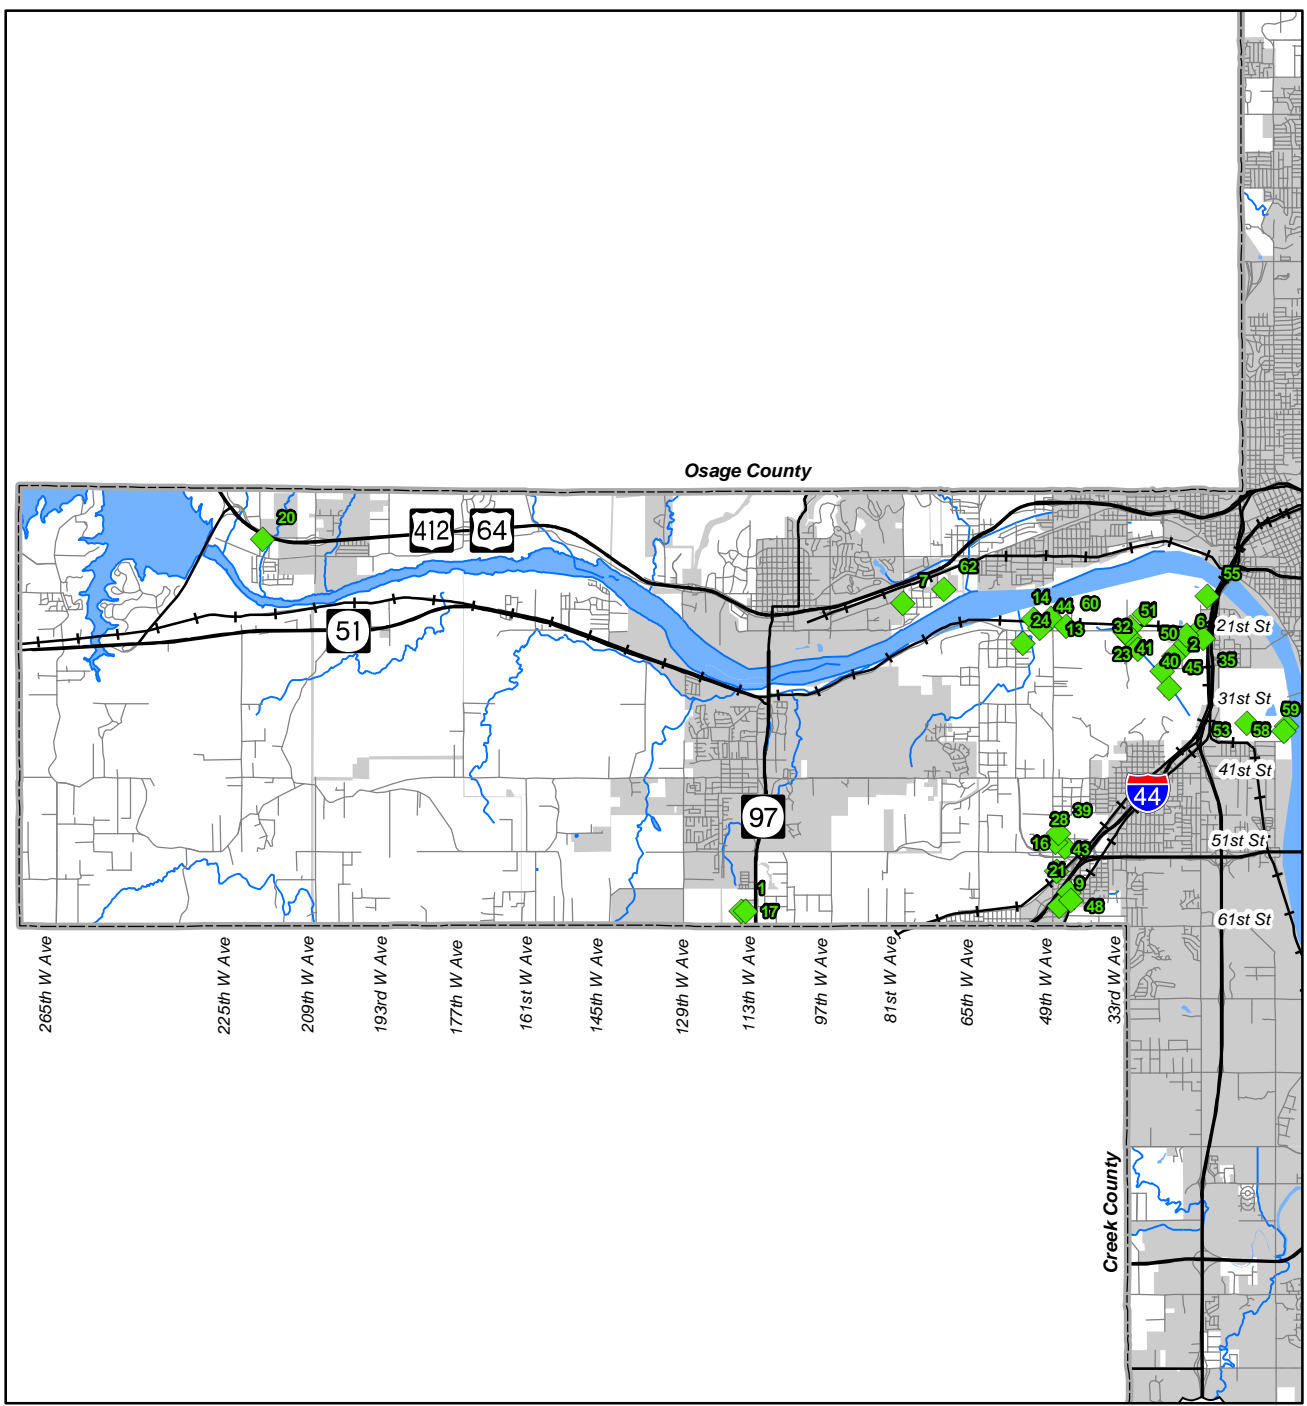 Osage County
20
412
64
62
7
55
14
44
60
51
24
13
32
50
6
21st St
2
23
41
40
45
35
51
31st St
59
53
58
41st St
44
97
39
28
16
43
51st St
21
1
9
17
48
61st St
265th W Ave
225th W Ave
209th W Ave
193rd W Ave
177th W Ave
161st W Ave
145th W Ave
129th W Ave
113th W Ave
97th W Ave
81st W Ave
65th W Ave
49th W Ave
33rd W Ave
Creek County